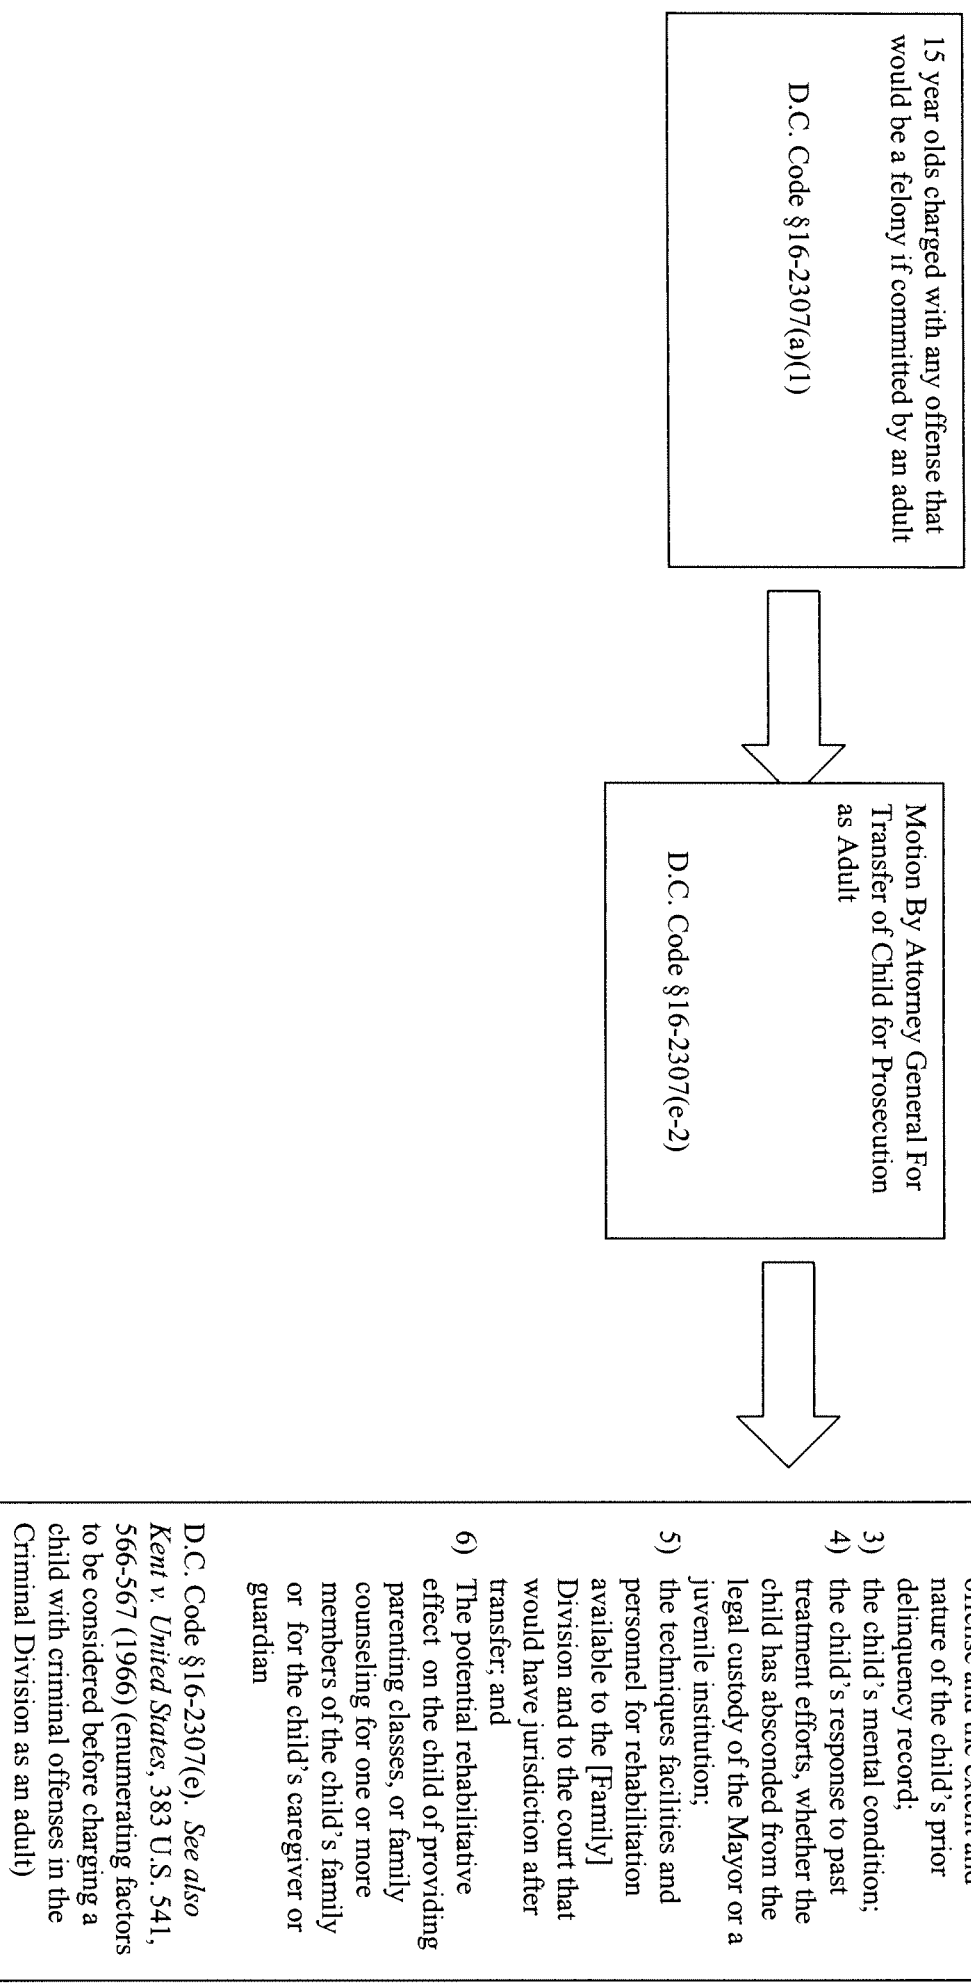 15 year olds charged with any offense that
would be a felony if committed by an adult
D.C. Code §16-2307(a)(1)
Motion By Attorney General For
Transfer of Child for Prosecution
as Adult
D.C. Code §16-2307(e-2)
offense and the extent and
nature of the child's prior
delinquency record;
3) the child's mental condition;
4) the child's response to past
treatment efforts, whether the
child has absconded from the
legal custody of the Mayor or a
juvenile institution;
5) the techniques facilities and
personnel for rehabilitation
available to the [Family]
Division and to the court that
would have jurisdiction after
transfer; and
6) The potential rehabilitative
effect on the child of providing
parenting classes, or family
counseling for one or more
members of the child's family
or for the child's caregiver or
guardian
D.C. Code §16-2307(e). See also
Kent v. United States, 383 U.S. 541,
566-567 (1966) (enumerating factors
to be considered before charging a
child with criminal offenses in the
Criminal Division as an adult)